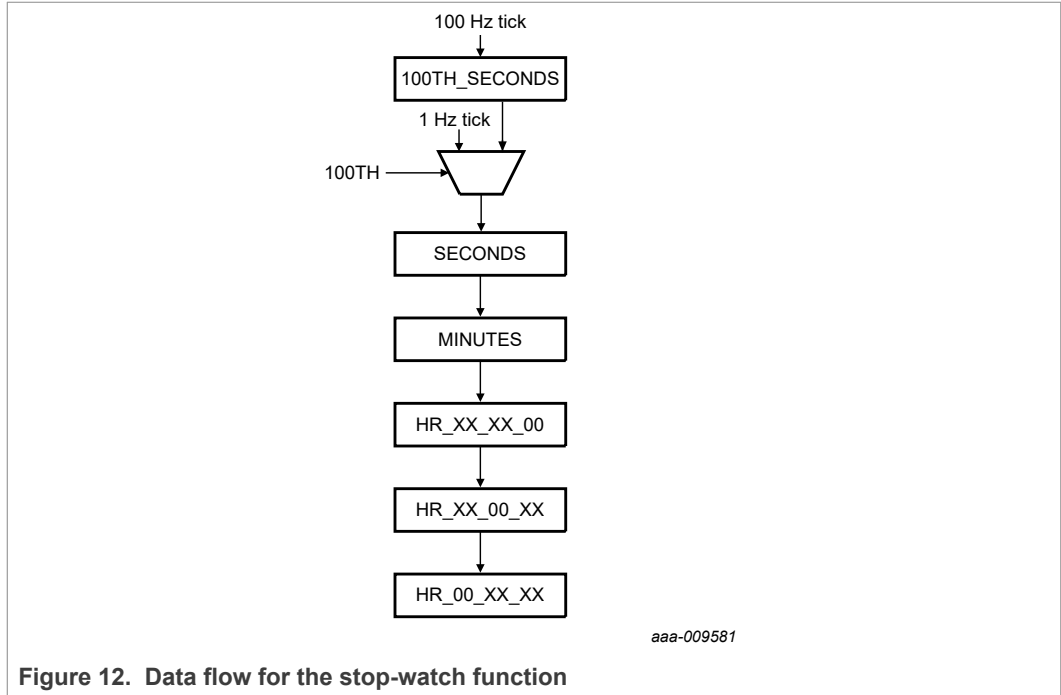 100 Hz tick
100TH_SECONDS
1 Hz tick
100TH
SECONDS
MINUTES
HR_XX_XX_00
HR_XX_00_XX
HR_00_XX_XX
aaa-009581
Figure 12. Data flow for the stop-watch function